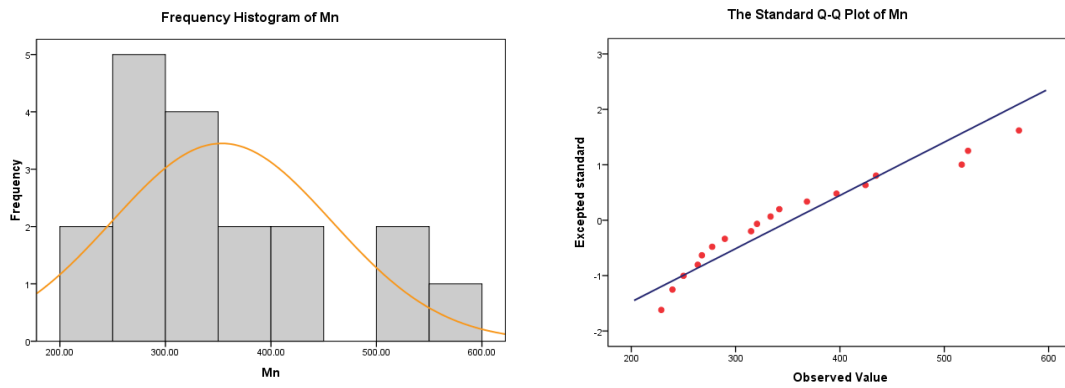 Frequency Histogram of Mn
5
4
3
2
1
0
Frequency
200.00 300.00 400.00 500.00 600.00
Mn
The Standard Q-Q Plot of Mn
3
2
1
0
-1
-2
Excepted standard
200 300 400 500 600
Observed Value